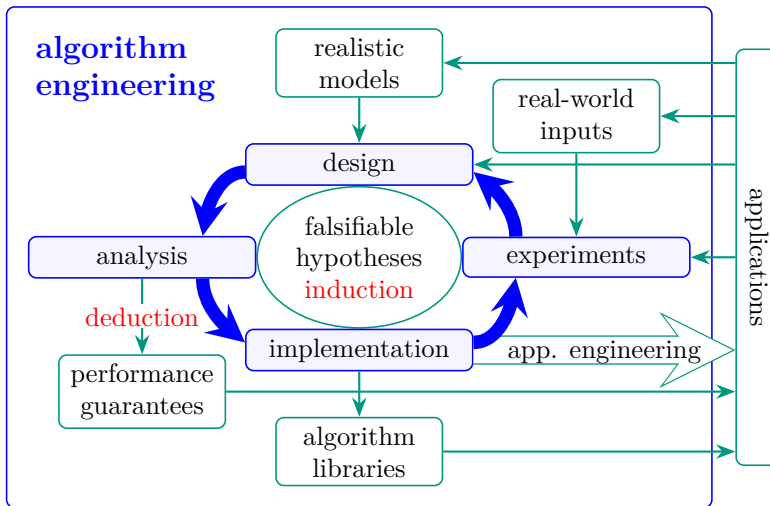 algorithm
engineering
realistic
models
real-world
inputs
design
applications
falsifiable
hypotheses
induction
analysis
experiments
deduction
implementation
app. engineering
performance
guarantees
algorithm
libraries